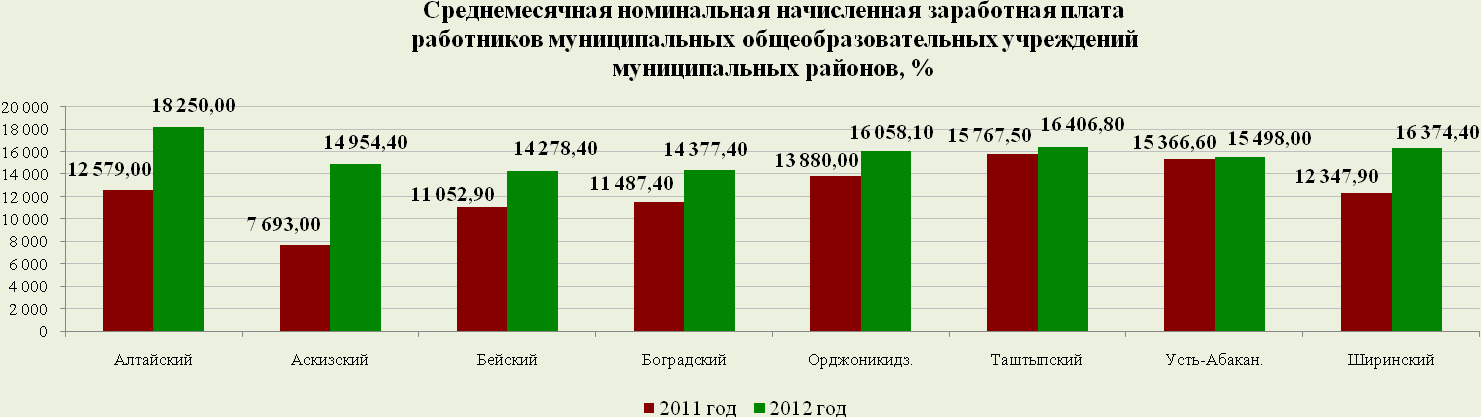 Среднемесячная номинальная начисленная заработная плата
работников муниципальных общеобразовательных учреждений
муниципальных районов, %
20 000
18 000
16 000
14 000
12 000
10 000
8 000
6 000
4 000
2 000
0
12 579,00
18 250,00
7 693,00
14 954,40
11 052,90
14 278,40
11 487,40
14 377,40
13 880,00
16 058,10
15 767,50
16 406,80
15 366,60
15 498,00
12 347,90
16 374,40
Алтайский
Аскизский
Бейский
Боградский
Орджоникидз.
Таштыпский
Усть-Абакан.
Ширинский
2011 год
2012 год